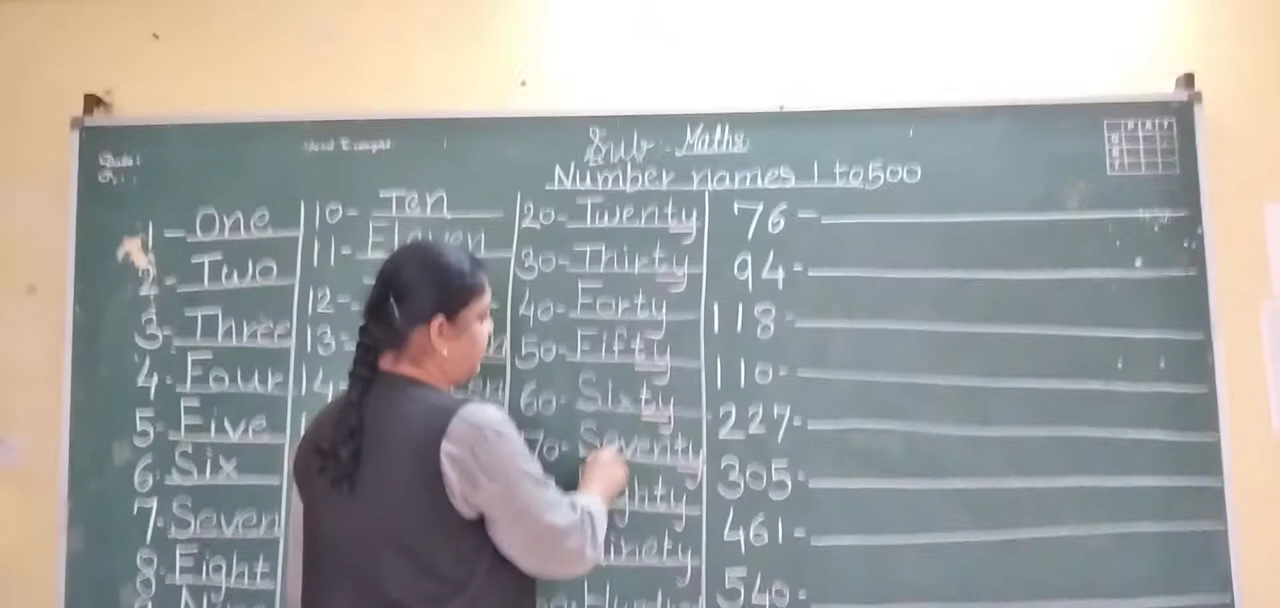 Sub - Maths
Number names 1 to 500
1 - One
2 - Two
3 - Three
4 - Four
5 - Five
6 - Six
7 - Seven
8 - Eight
10 - Ten
11 - Eleven
12 -
13 -
14 -
20 - Twenty
30 - Thirty
40 - Forty
50 - Fifty
60 - Sixty
70 - Seventy
76 -
94 -
118 -
110 -
227 -
305 -
461 -
540 -